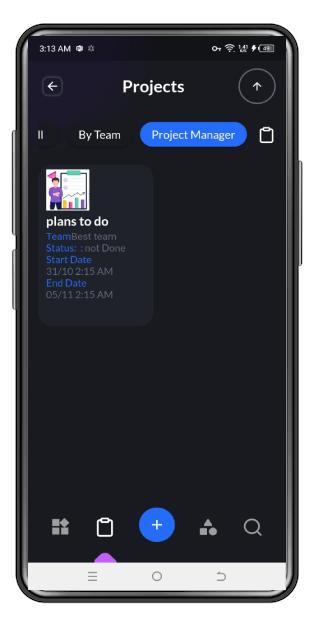 3:13 AM
Projects
ll By Team Project Manager
plans to do
TeamBest team
Status: : not Done
Start Date
31/10 2:15 AM
End Date
05/11 2:15 AM